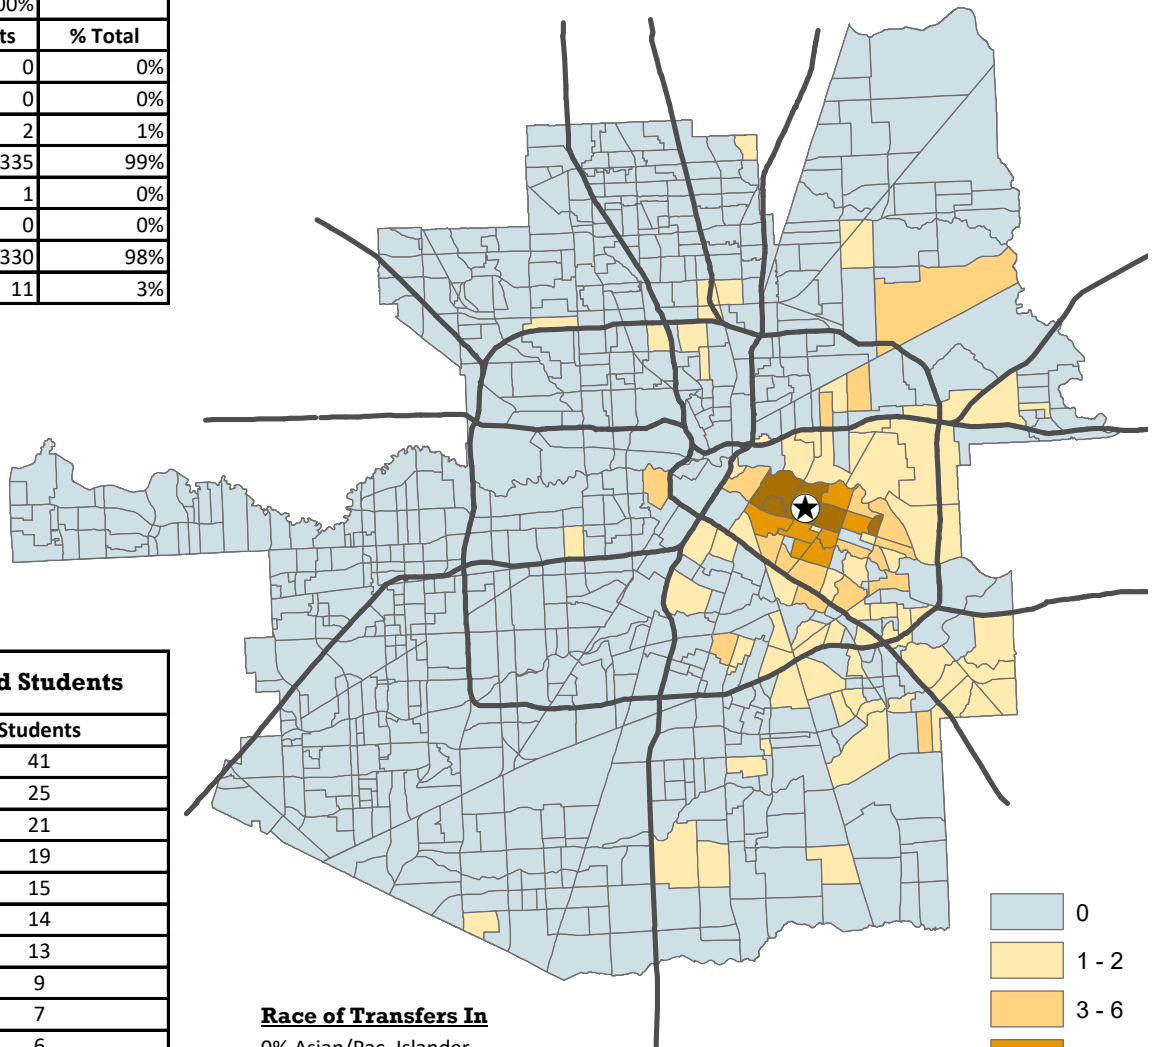 00%
ts % Total
0 0%
0 0%
2 1%
335 99%
1 0%
0 0%
330 98%
11 3%
d Students
Students
41
25
21
19
15
14
13
9
7
6
Race of Transfers In
0% Asian/Pac. Islander
0
1 - 2
3 - 6